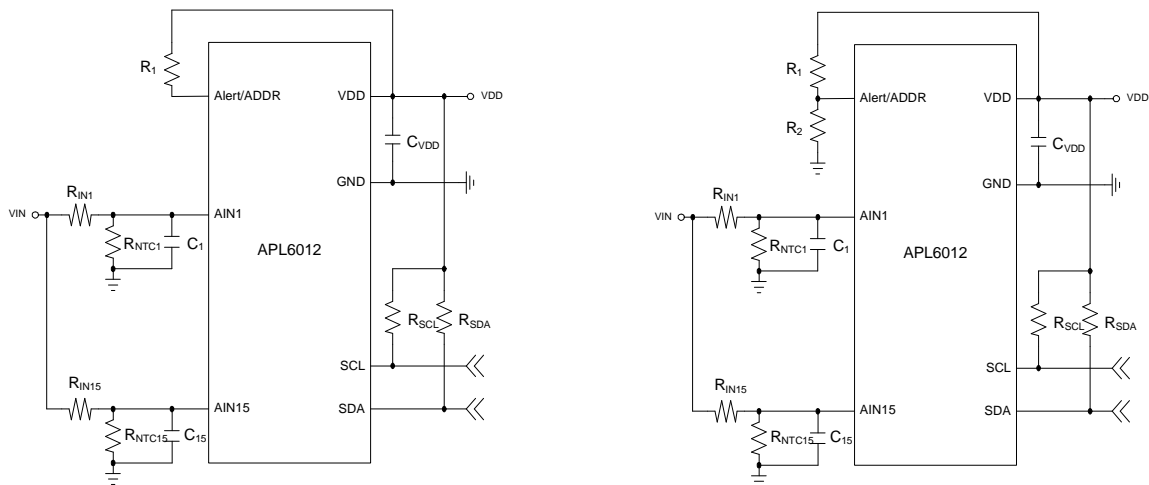 R1
Alert/ADDR
VDD
VDD
CVDD
GND
RIN1
VIN
AIN1
RNTC1
C1
APL6012
RSCL
RSDA
SCL
RIN15
AIN15
SDA
RNTC15
C15
R1
Alert/ADDR
VDD
VDD
R2
CVDD
GND
RIN1
VIN
AIN1
RNTC1
C1
APL6012
RSCL
RSDA
SCL
RIN15
AIN15
SDA
RNTC15
C15